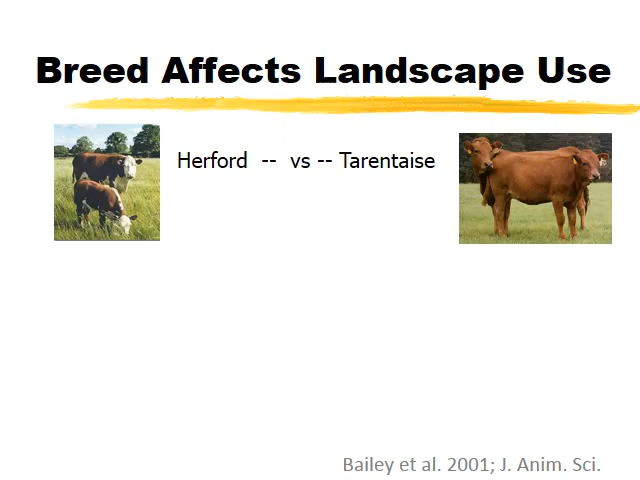 Breed Affects Landscape Use
Herford -- vs -- Tarentaise
Bailey et al. 2001; J. Anim. Sci.